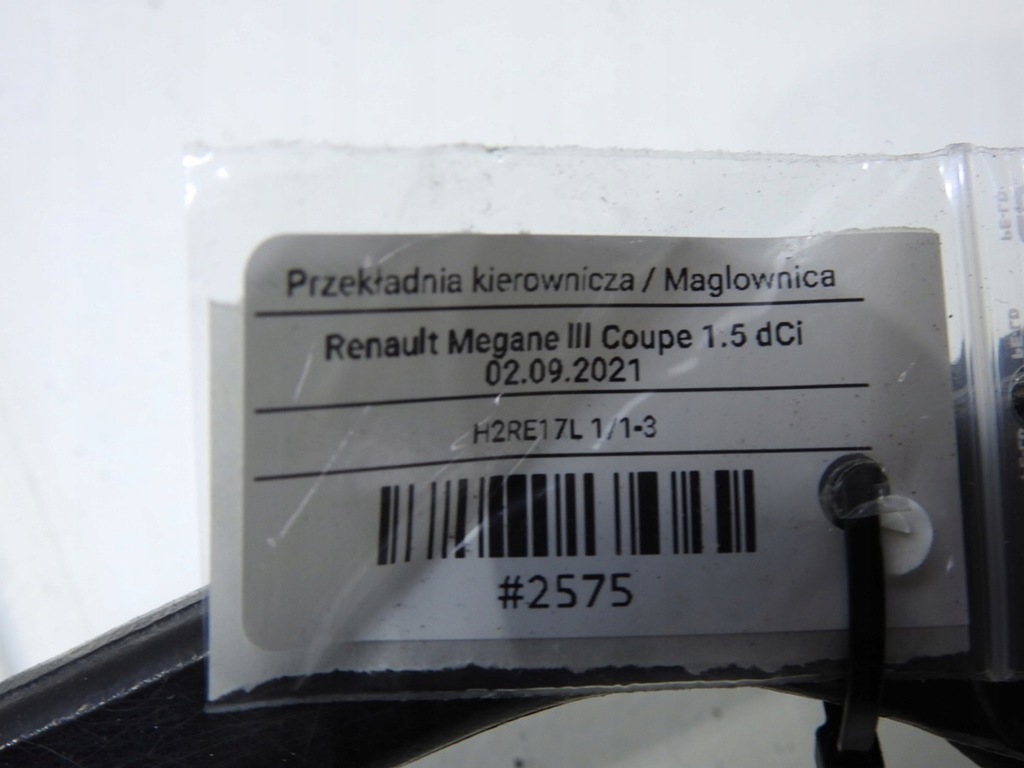 Przekładnia kierownicza / Maglownica
Renault Megane III Coupe 1.5 dCi
02.09.2021
H2RE17L 1/1-3
#2575